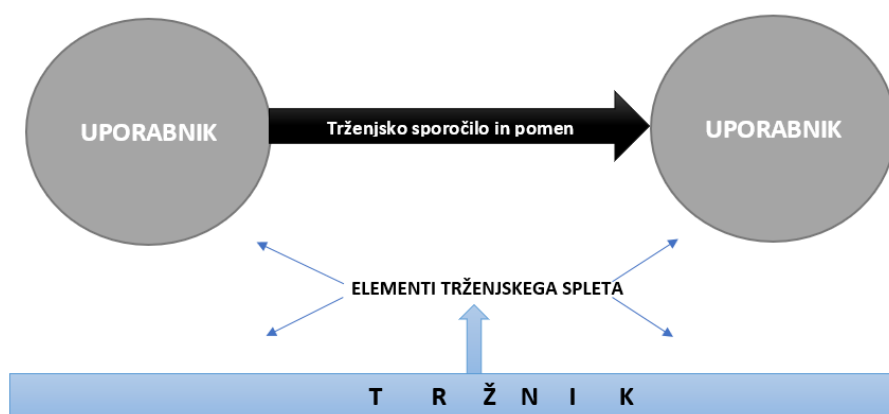 UPORABNIK
Trženjsko sporočilo in pomen
UPORABNIK
ELEMENTI TRŽENJSKEGA SPLETA
T R Ž N I K